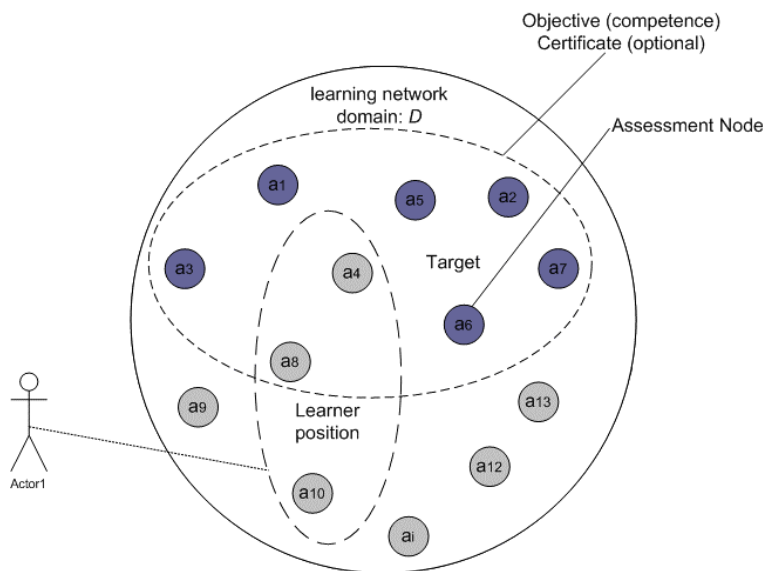 Objective (competence)
Certificate (optional)
learning network
domain: D
Assessment Node
a1
a5
a2
a3
a4
Target
a7
a6
a8
a9
Learner
position
a13
Actor1
a10
a12
ai